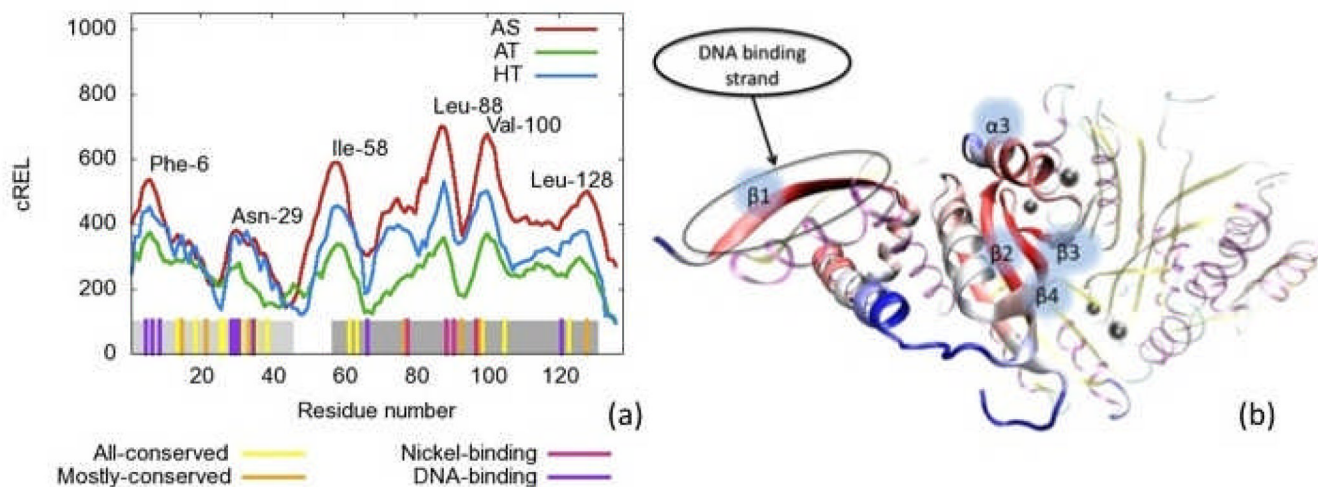 1000
800
600
400
200
0
cREL
AS
AT
HT
Phe-6
Asn-29
Ile-58
Leu-88
Val-100
Leu-128
20 40 60 80 100 120
Residue number
(a)
All-conserved
Mostly-conserved
Nickel-binding
DNA-binding
DNA binding
strand
α3
β1
β2
β3
β4
(b)